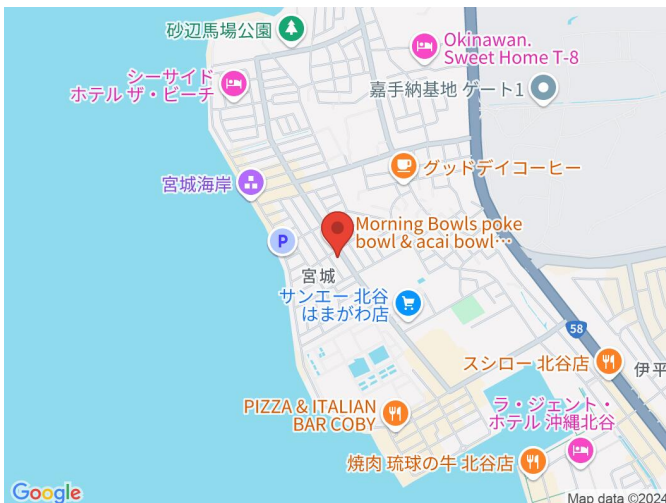 砂辺馬場公園
Okinawan.
Sweet Home T-8
シーサイド
ホテル ザ・ビーチ
嘉手納基地 ゲート1
グッドデイコーヒー
宮城海岸
Morning Bowls poke
bowl & acai bowl…
P
宮城
サンエー 北谷
はまがわ店
58
スシロー 北谷店
伊平
ラ・ジェント・
ホテル 沖縄北谷
PIZZA & ITALIAN
BAR COBY
焼肉 琉球の牛 北谷店
Google
Map data ©2024